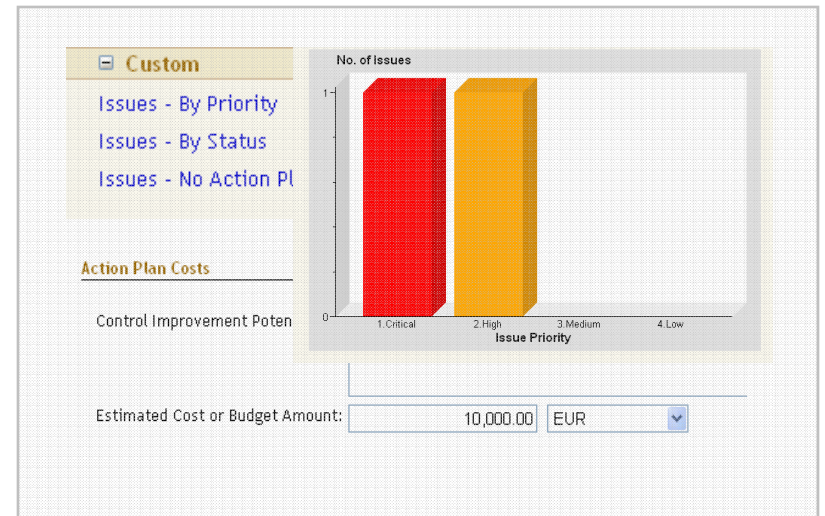 Custom
Issues - By Priority
Issues - By Status
Issues - No Action Pl
No. of Issues
1
0
1.Critical 2.High 3.Medium 4.Low
Issue Priority
Action Plan Costs
Control Improvement Poten
Estimated Cost or Budget Amount: 10,000.00 EUR